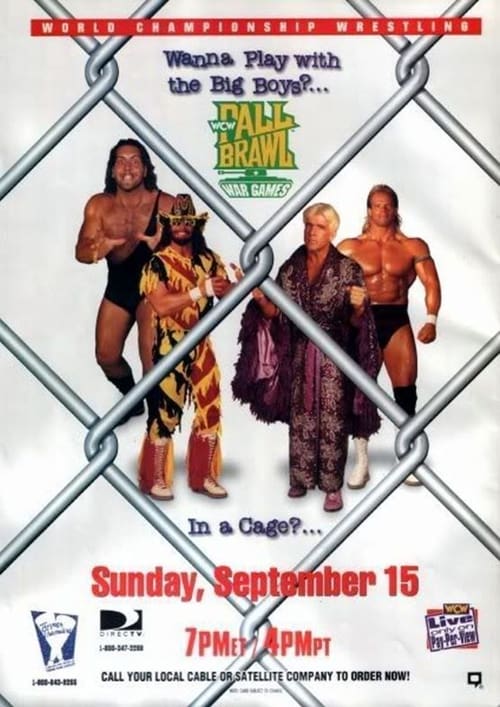 WORLD CHAMPIONSHIP WRESTLING
Wanna Play with
the Big Boys?...
WCW FALL
BRAWL
WAR GAMES
In a Cage?...
Sunday, September 15
7PM ET / 4PM PT
DIRECTV
1-800-347-3288
WCW
Live
only on
Pay-Per-View
CALL YOUR LOCAL CABLE OR SATELLITE COMPANY TO ORDER NOW!